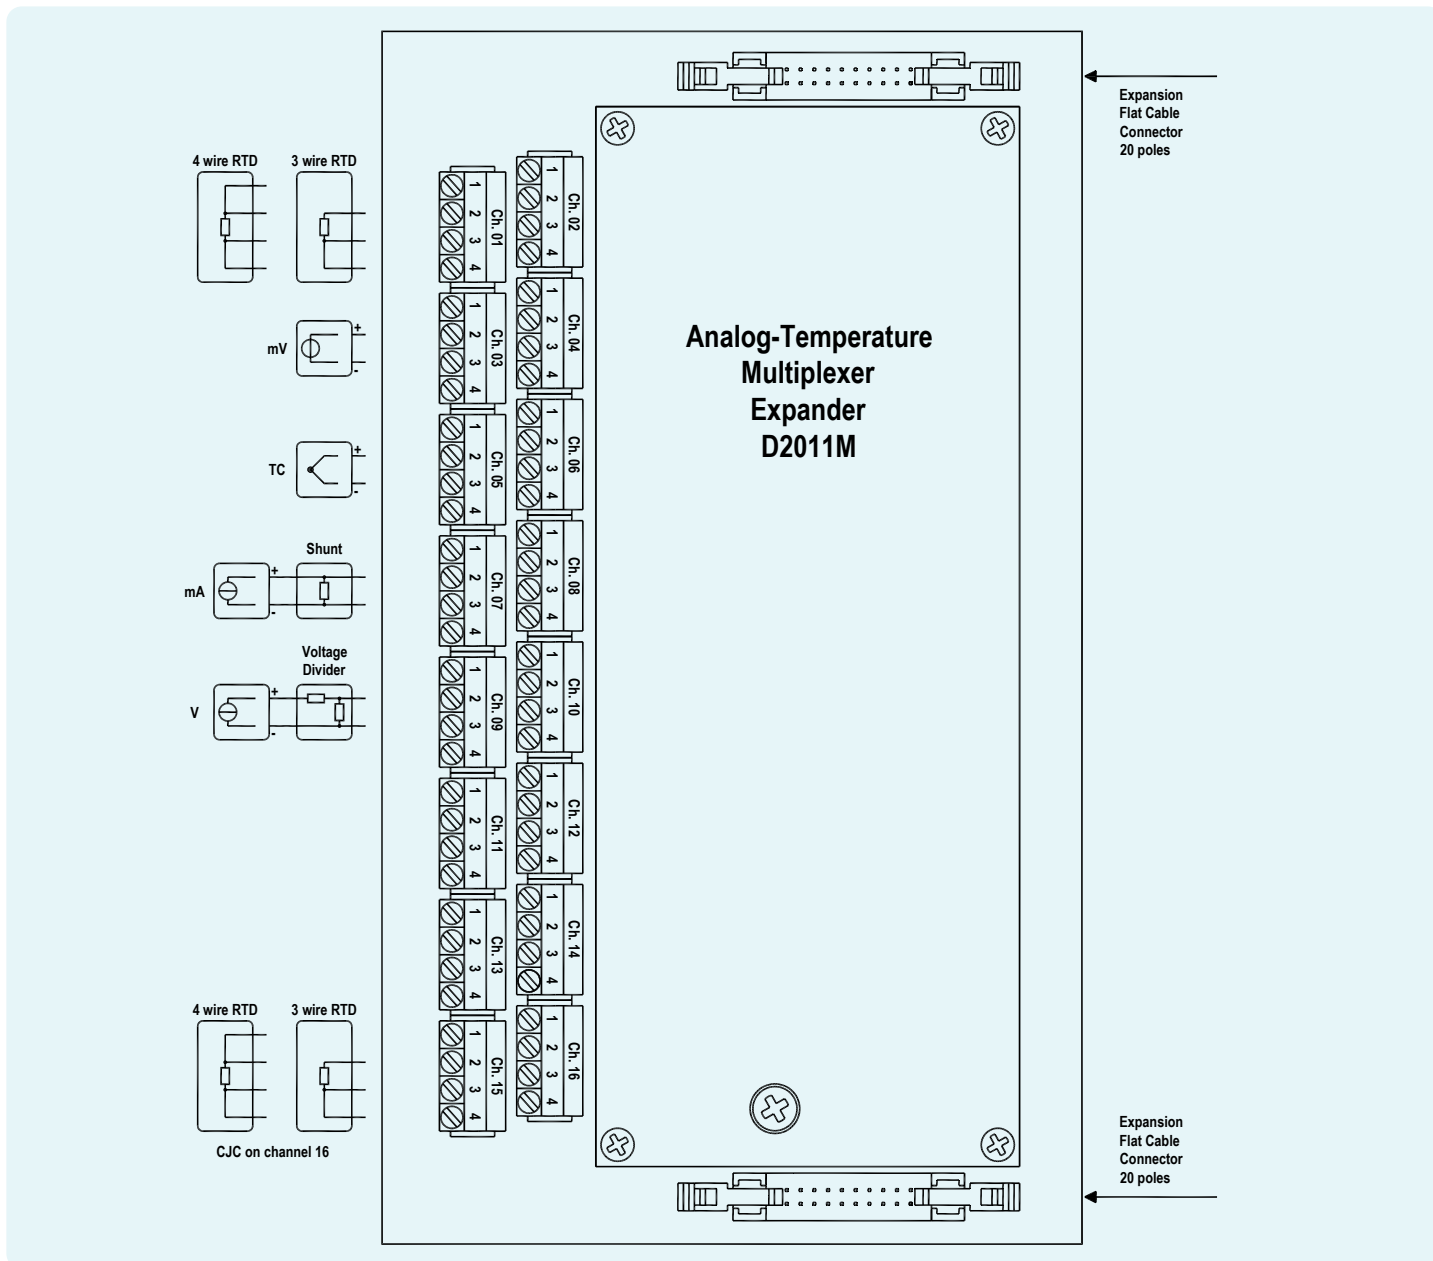 4 wire RTD
3 wire RTD
mV
+
-
TC
+
-
Shunt
mA
+
-
Voltage
Divider
V
+
-
4 wire RTD
3 wire RTD
CJC on channel 16
1
2
3
4
Ch. 01
1
2
3
4
Ch. 03
1
2
3
4
Ch. 05
1
2
3
4
Ch. 07
1
2
3
4
Ch. 09
1
2
3
4
Ch. 11
1
2
3
4
Ch. 13
1
2
3
4
Ch. 15
1
2
3
4
Ch. 02
1
2
3
4
Ch. 04
1
2
3
4
Ch. 06
1
2
3
4
Ch. 08
1
2
3
4
Ch. 10
1
2
3
4
Ch. 12
1
2
3
4
Ch. 14
1
2
3
4
Ch. 16
Analog-Temperature
Multiplexer
Expander
D2011M
Expansion
Flat Cable
Connector
20 poles
Expansion
Flat Cable
Connector
20 poles